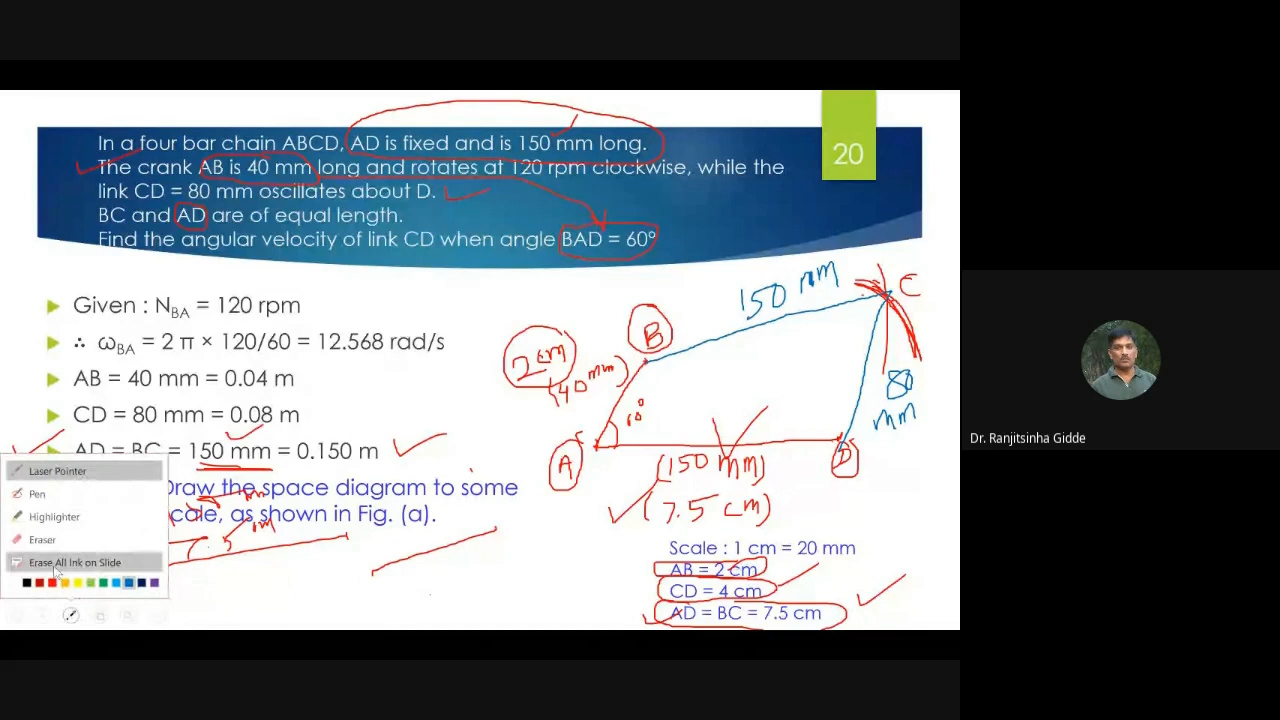 20
In a four bar chain ABCD, AD is fixed and is 150 mm long.
The crank AB is 40 mm long and rotates at 120 rpm clockwise, while the
link CD = 80 mm oscillates about D.
BC and AD are of equal length.
Find the angular velocity of link CD when angle BAD = 60°
Given : N_BA = 120 rpm
∴ ω_BA = 2 π × 120/60 = 12.568 rad/s
AB = 40 mm = 0.04 m
CD = 80 mm = 0.08 m
AD = BC = 150 mm = 0.150 m
Draw the space diagram to some
scale, as shown in Fig. (a).
150 mm
C
B
2 cm
(40 mm)
60°
80
mm
A
D
(150 mm)
(7.5 cm)
Scale : 1 cm = 20 mm
AB = 2 cm
CD = 4 cm
AD = BC = 7.5 cm
Laser Pointer
Pen
Highlighter
Eraser
Erase All Ink on Slide
Dr. Ranjitsinha Gidde